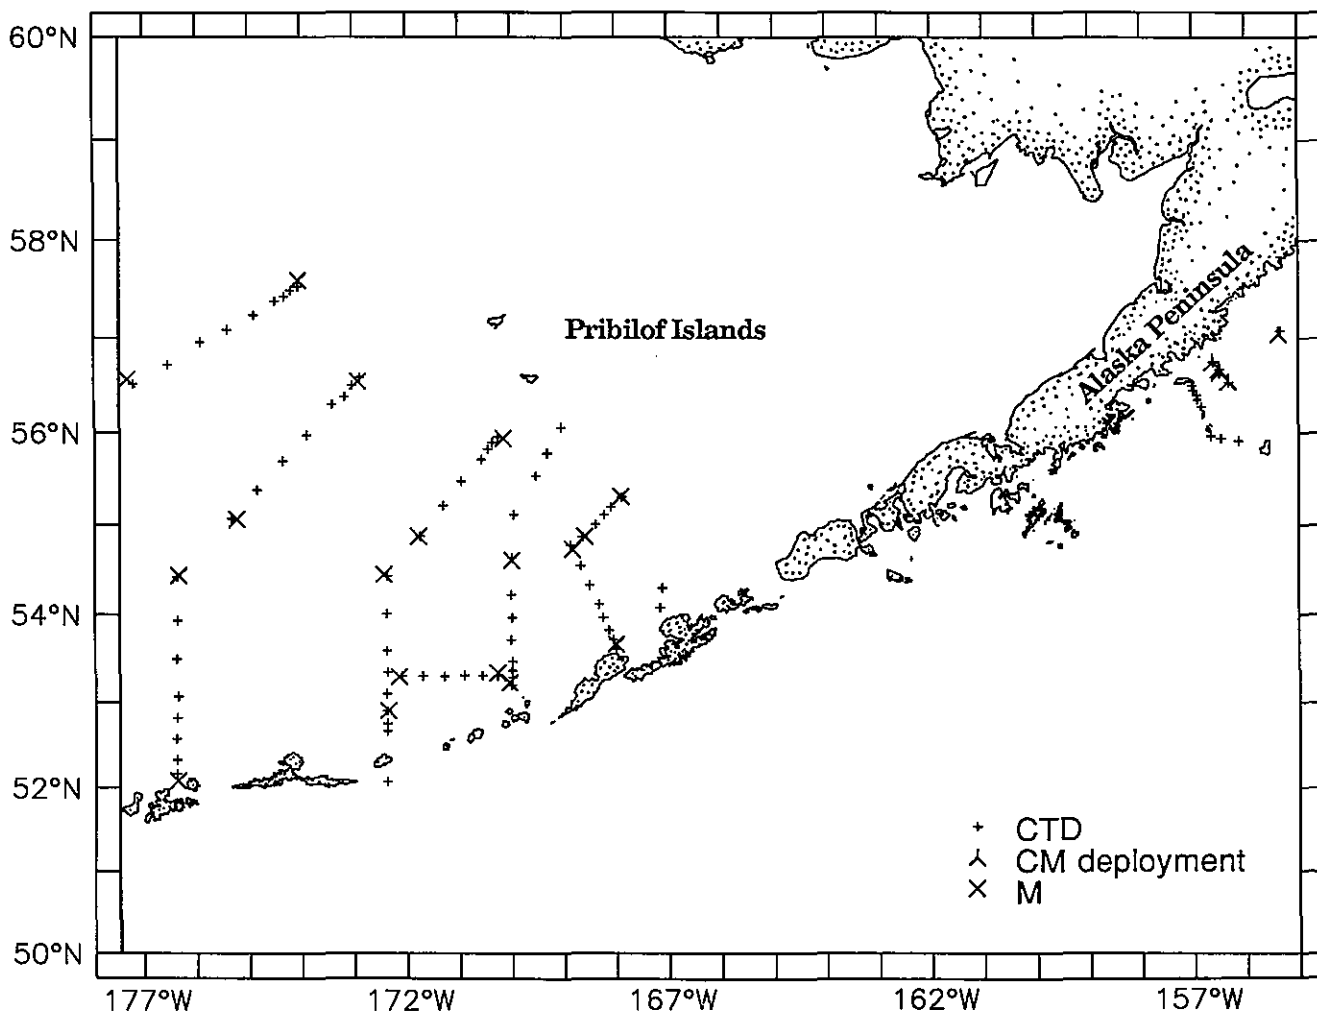 60°N
58°N
Pribilof Islands
Alaska Peninsula
56°N
54°N
52°N
CTD
CM deployment
M
50°N
177°W 172°W 167°W 162°W 157°W